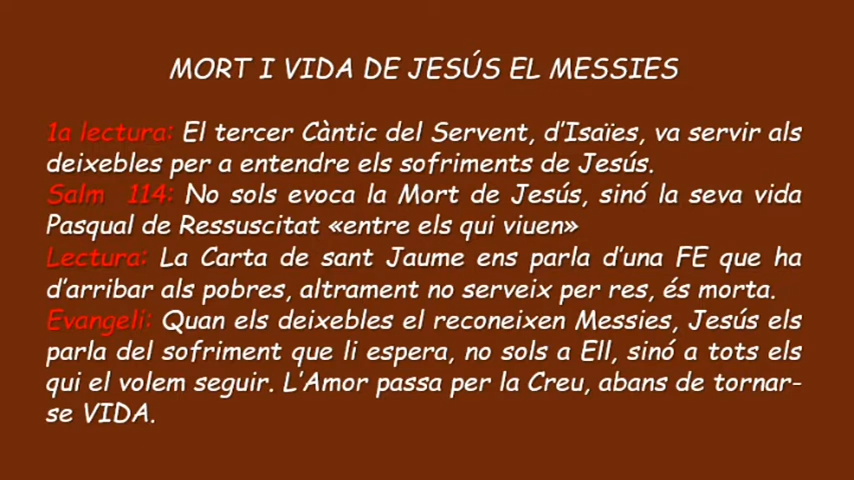 MORT I VIDA DE JESÚS EL MESSIES
1a lectura: El tercer Càntic del Servent, d'Isaïes, va servir als
deixebles per a entendre els sofriments de Jesús.
Salm 114: No sols evoca la Mort de Jesús, sinó la seva vida
Pasqual de Ressuscitat «entre els qui viuen»
Lectura: La Carta de sant Jaume ens parla d'una FE que ha
d'arribar als pobres, altrament no serveix per res, és morta.
Evangeli: Quan els deixebles el reconeixen Messies, Jesús els
parla del sofriment que li espera, no sols a Ell, sinó a tots els
qui el volem seguir. L'Amor passa per la Creu, abans de tornar-
se VIDA.